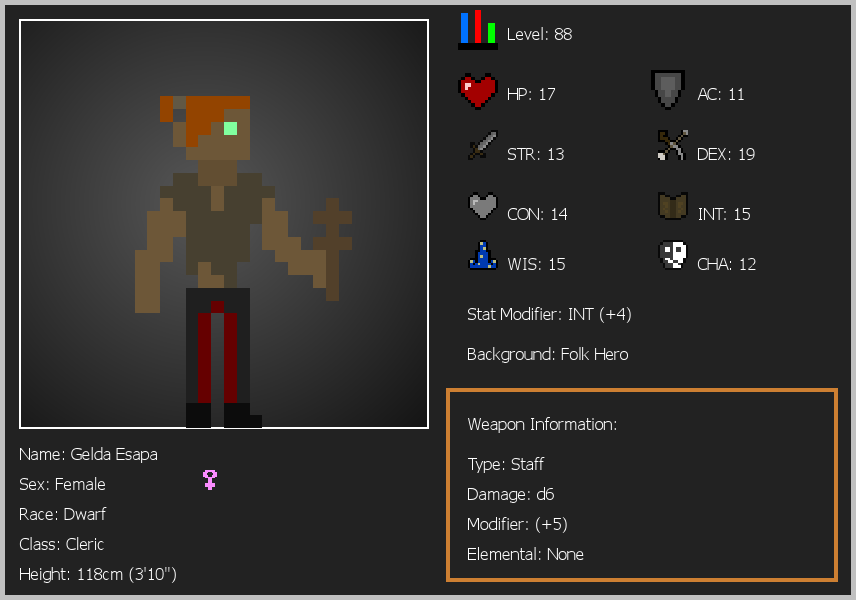 Level: 88
HP: 17
AC: 11
STR: 13
DEX: 19
CON: 14
INT: 15
WIS: 15
CHA: 12
Stat Modifier: INT (+4)
Background: Folk Hero
Weapon Information:
Type: Staff
Damage: d6
Modifier: (+5)
Elemental: None
Name: Gelda Esapa
Sex: Female
Race: Dwarf
Class: Cleric
Height: 118cm (3'10")